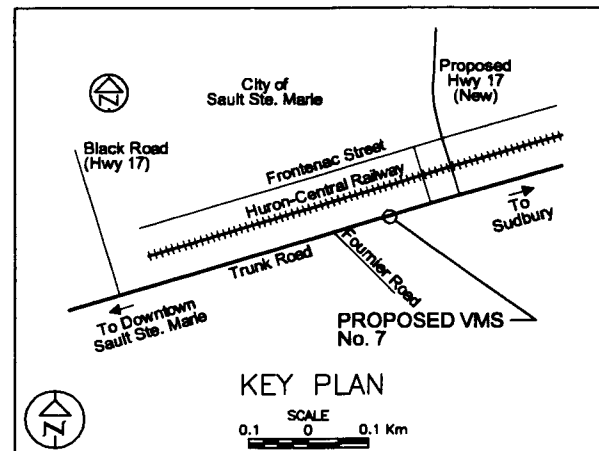 City of
Sault Ste. Marie
Proposed
Hwy 17
(New)
N
Black Road
(Hwy 17)
Frontenac Street
Huron-Central Railway
To
Sudbury
Trunk Road
Fournier Road
To Downtown
Sault Ste. Marie
PROPOSED VMS
No. 7
KEY PLAN
N
SCALE
0.1 0 0.1 Km